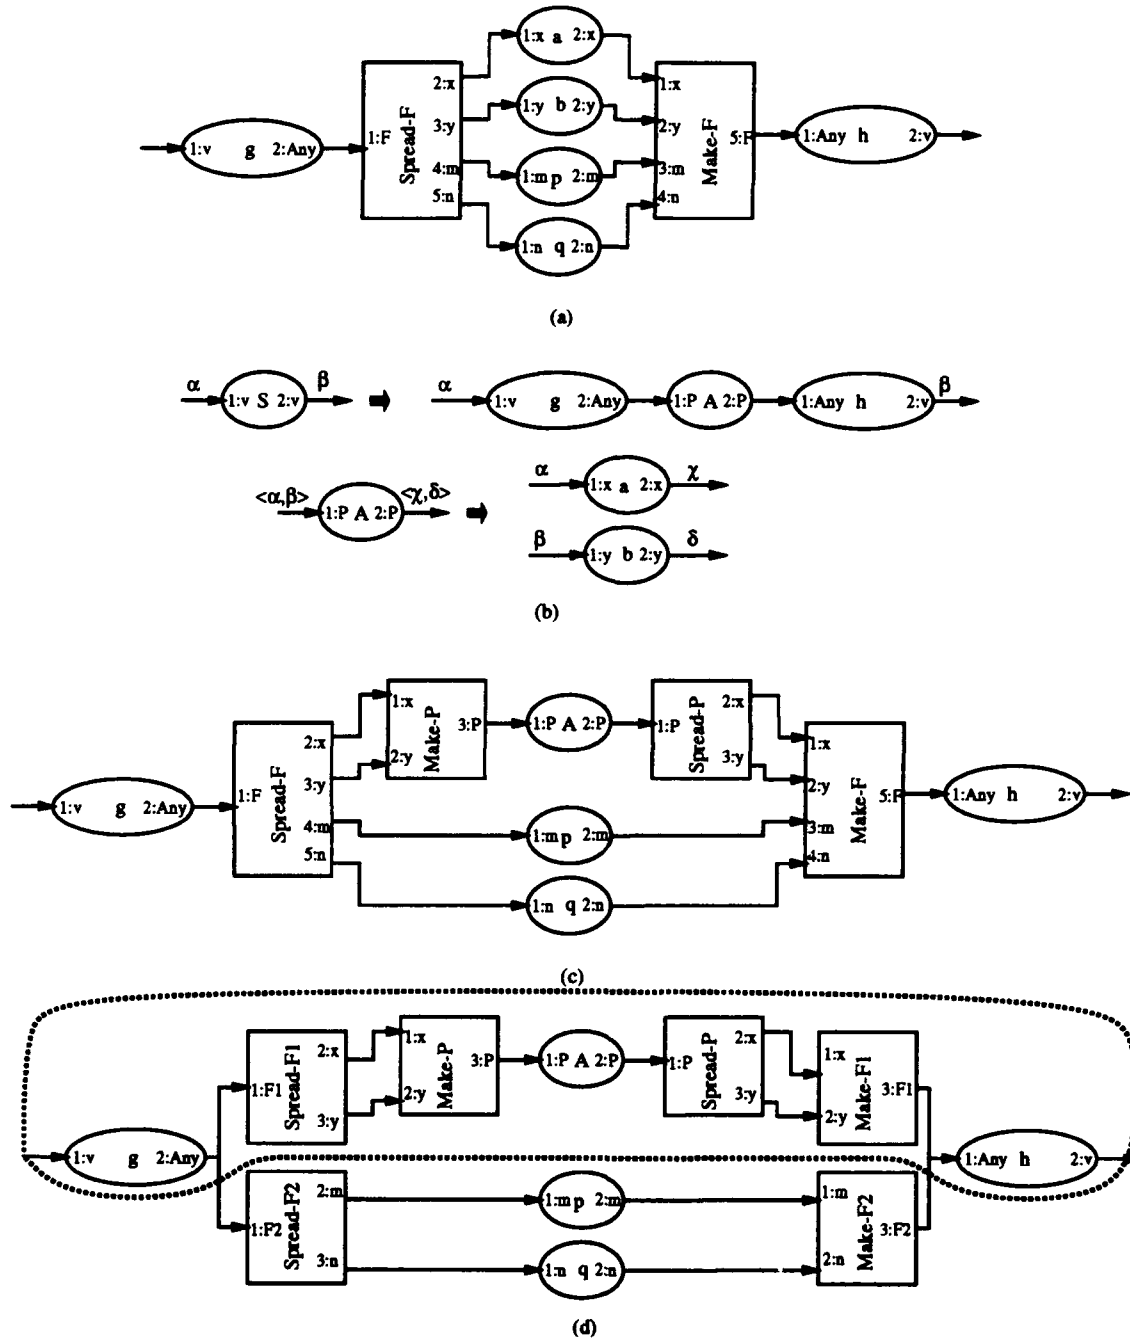 1:x a 2:x
2:x
1:x
1:y b 2:y
3:y
2:y
1:v g 2:Any
1:F
Spread-F
Make-F
5:F
1:Any h 2:v
4:m
1:m p 2:m
3:m
5:n
4:n
1:n q 2:n
(a)
α
1:v S 2:v
β
α
1:v g 2:Any
1:P A 2:P
1:Any h 2:v
β
<α,β>
1:P A 2:P
<χ,δ>
α
1:x a 2:x
χ
β
1:y b 2:y
δ
(b)
1:x
Make-P
3:P
2:y
1:P A 2:P
2:x
1:P
Spread-P
3:y
2:x
1:x
3:y
2:y
1:v g 2:Any
1:F
Spread-F
Make-F
5:F
1:Any h 2:v
4:m
1:m p 2:m
3:m
5:n
4:n
1:n q 2:n
(c)
2:x
1:F1
Spread-F1
3:y
1:x
Make-P
3:P
2:y
1:P A 2:P
2:x
1:P
Spread-P
3:y
1:x
Make-F1
3:F1
2:y
1:v g 2:Any
1:Any h 2:v
2:m
1:F2
Spread-F2
3:n
1:m p 2:m
1:n q 2:n
1:m
Make-F2
3:F2
2:n
(d)